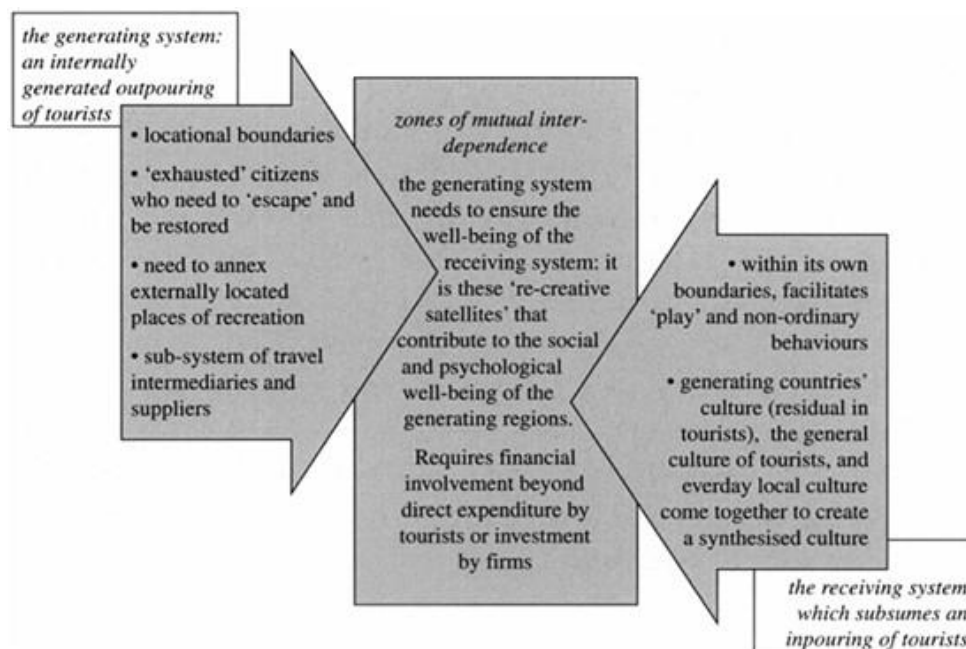 the generating system:
an internally
generated outpouring
of tourists
• locational boundaries
• ‘exhausted’ citizens
who need to ‘escape’ and
be restored
• need to annex
externally located
places of recreation
• sub-system of travel
intermediaries and
suppliers
zones of mutual inter-
dependence
the generating system
needs to ensure the
well-being of the
receiving system: it
is these ‘re-creative
satellites’ that
contribute to the social
and psychological
well-being of the
generating regions.
Requires financial
involvement beyond
direct expenditure by
tourists or investment
by firms
• within its own
boundaries, facilitates
‘play’ and non-ordinary
behaviours
• generating countries’
culture (residual in
tourists), the general
culture of tourists, and
everday local culture
come together to create
a synthesised culture
the receiving system
which subsumes an
inpouring of tourists